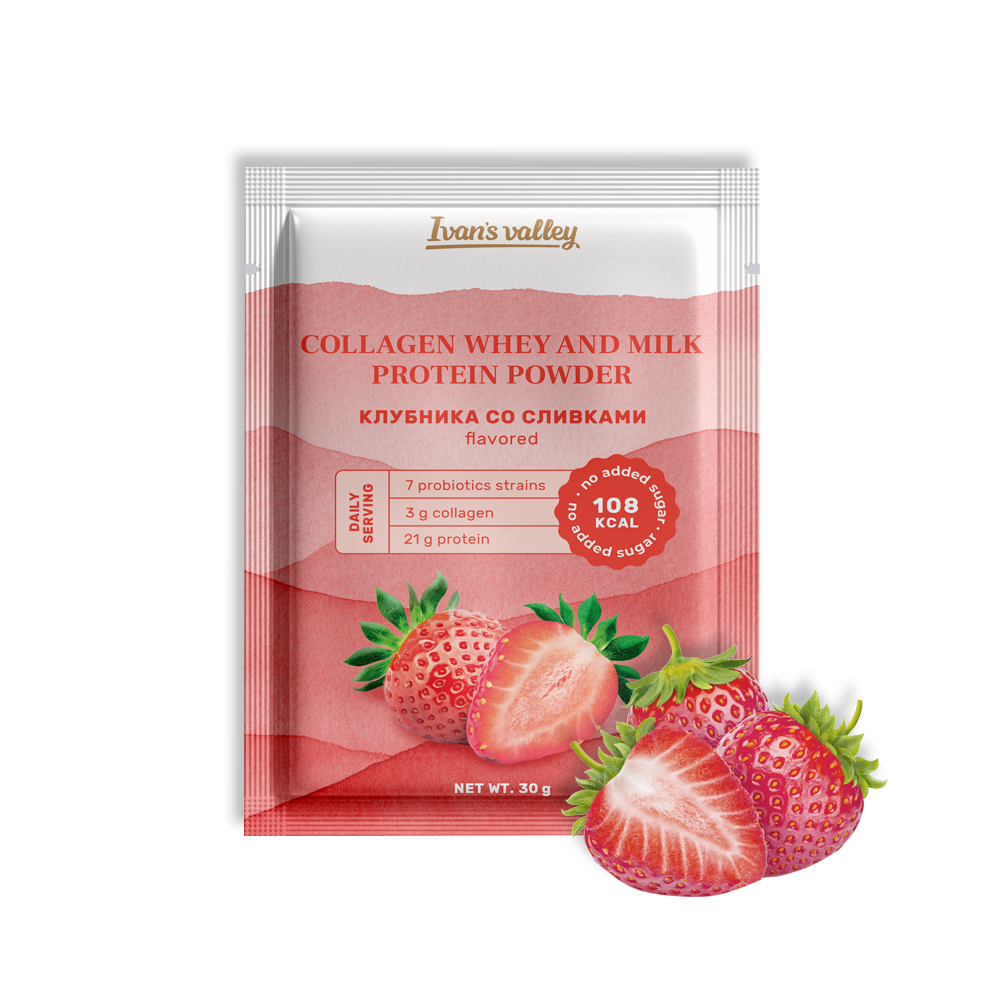 Ivan's valley
COLLAGEN WHEY AND MILK
PROTEIN POWDER
КЛУБНИКА СО СЛИВКАМИ
flavored
DAILY
SERVING
7 probiotics strains
3 g collagen
21 g protein
no added sugar
108
KCAL
no added sugar
NET WT. 30 g